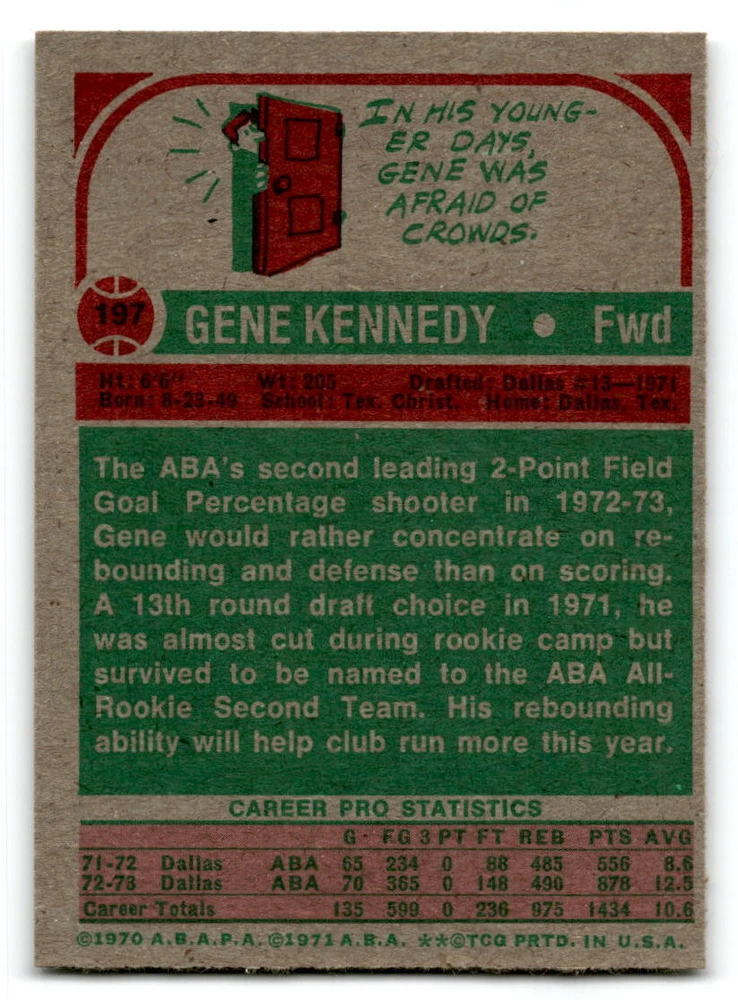 IN HIS YOUNG-
ER DAYS,
GENE WAS
AFRAID OF
CROWDS.
197 GENE KENNEDY • Fwd
Ht: 6'6" Wt: 205 Drafted: Dallas #13—1971
Born: 8-23-49 School: Tex. Christ. Home: Dallas, Tex.
The ABA's second leading 2-Point Field
Goal Percentage shooter in 1972-73,
Gene would rather concentrate on re-
bounding and defense than on scoring.
A 13th round draft choice in 1971, he
was almost cut during rookie camp but
survived to be named to the ABA All-
Rookie Second Team. His rebounding
ability will help club run more this year.
CAREER PRO STATISTICS
G FG 3PT FT REB PTS AVG
71-72 Dallas ABA 65 234 0 88 485 556 8.6
72-73 Dallas ABA 70 365 0 148 490 878 12.5
Career Totals 135 599 0 236 975 1434 10.6
©1970 A.B.A.P.A. ©1971 A.B.A. **©TCG PRTD. IN U.S.A.